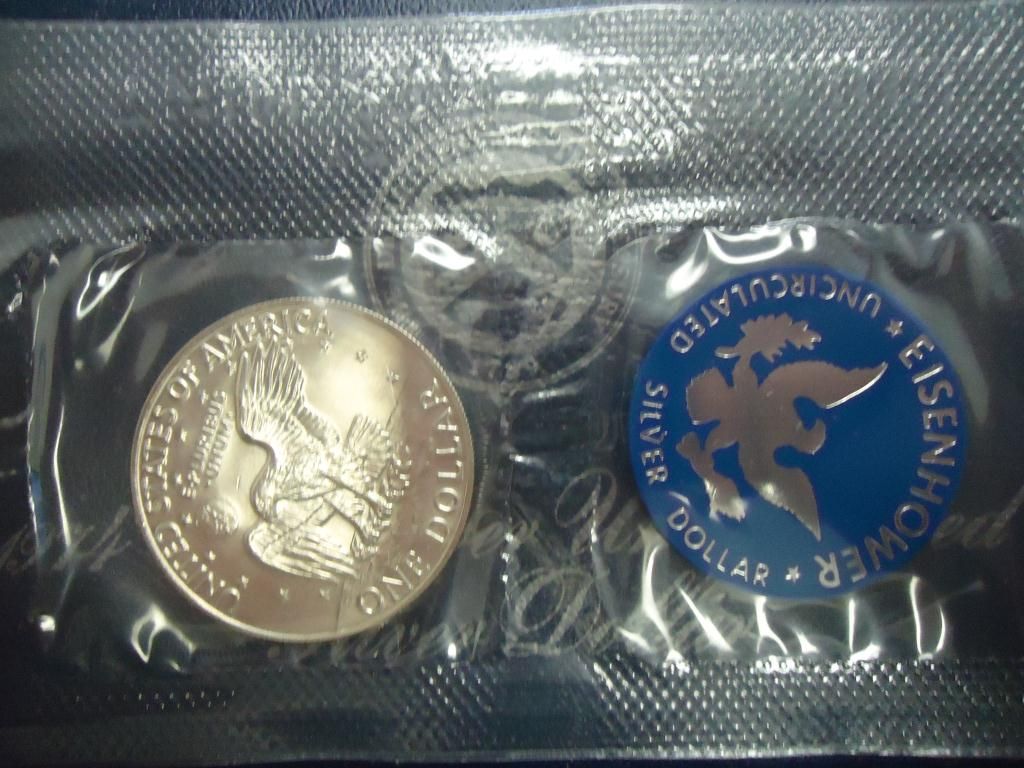 UNITED STATES OF AMERICA
E PLURIBUS
UNUM
ONE DOLLAR
EISENHOWER
UNCIRCULATED
SILVER
DOLLAR